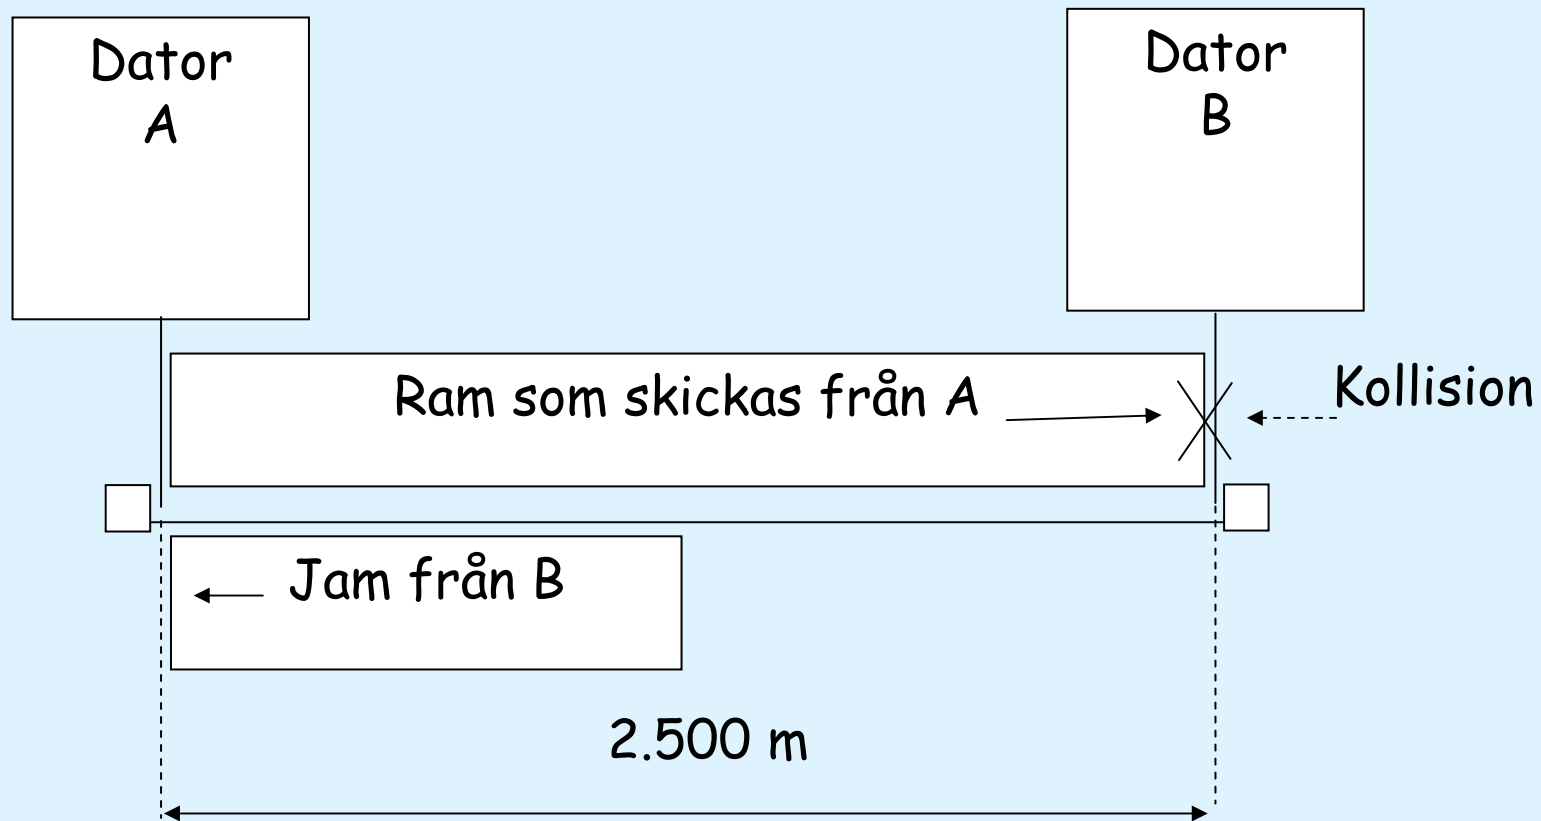 Dator
A
Dator
B
Ram som skickas från A
Kollision
Jam från B
2.500 m